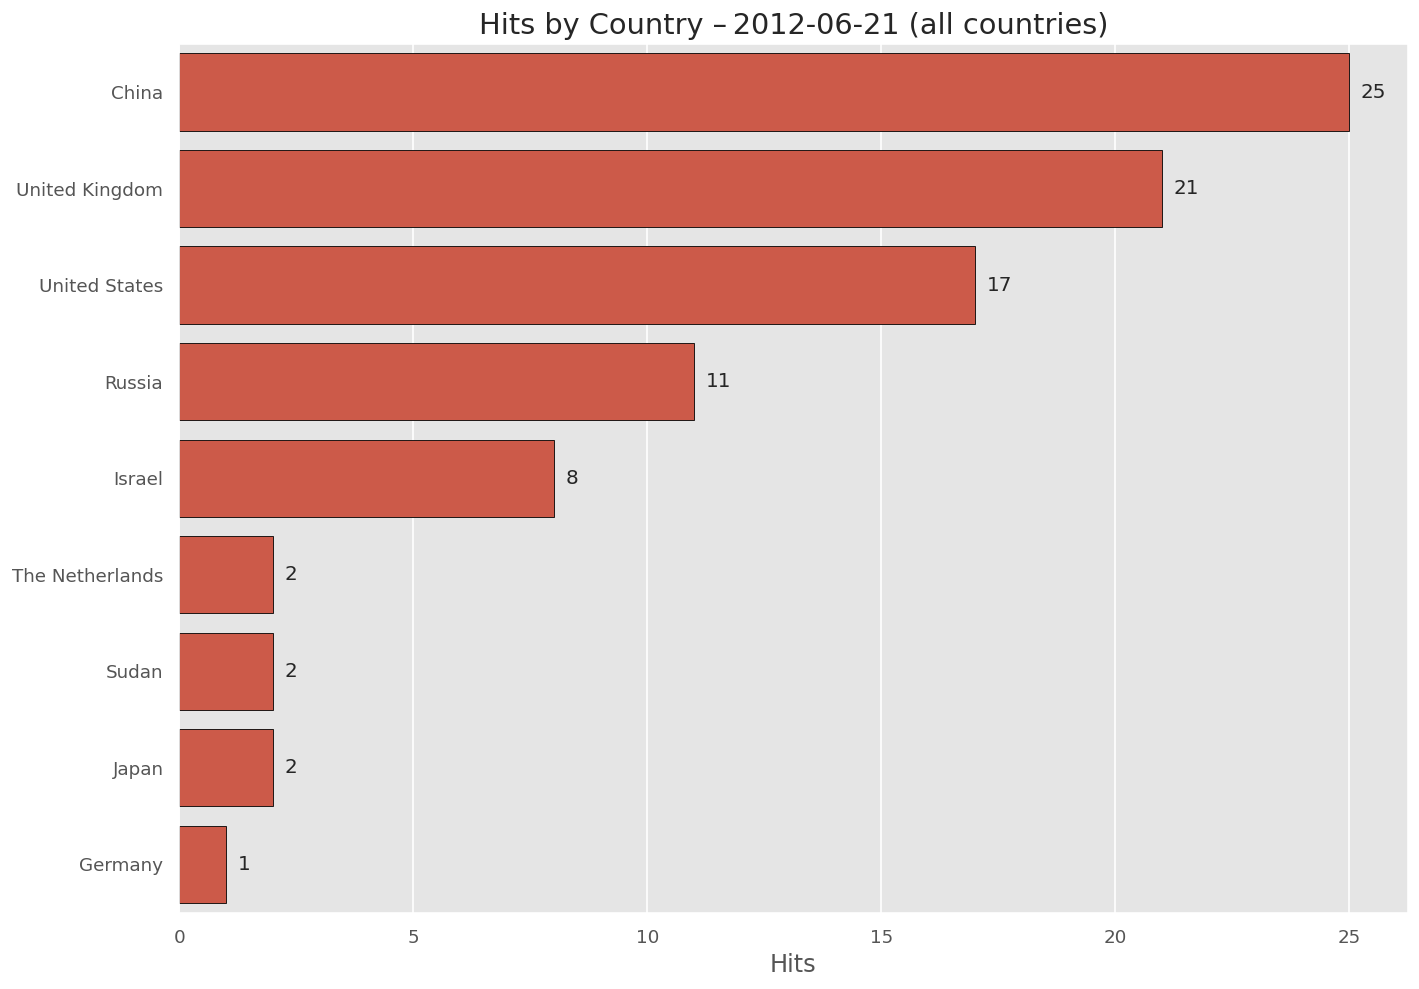 Hits by Country – 2012-06-21 (all countries)
China 25
United Kingdom 21
United States 17
Russia 11
Israel 8
The Netherlands 2
Sudan 2
Japan 2
Germany 1
0 5 10 15 20 25
Hits